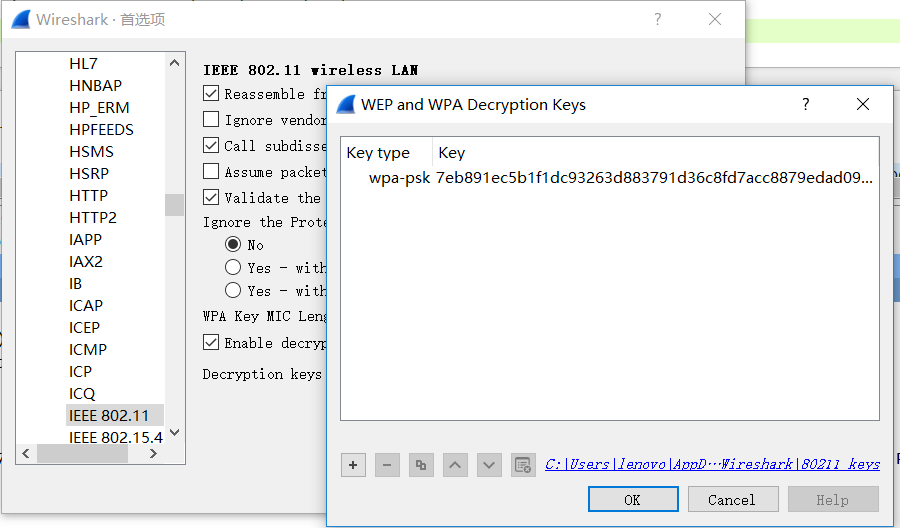 Wireshark · 首选项
HL7
HNBAP
HP_ERM
HPFEEDS
HSMS
HSRP
HTTP
HTTP2
IAPP
IAX2
IB
ICAP
ICEP
ICMP
ICP
ICQ
IEEE 802.11
IEEE 802.15.4
IEEE 802.11 wireless LAN
Reassemble fr
Ignore vendor
Call subdisse
Assume packet
Validate the
Ignore the Prote
No
Yes - with
Yes - with
WPA Key MIC Leng
Enable decryp
Decryption keys
WEP and WPA Decryption Keys
Key type Key
wpa-psk 7eb891ec5b1f1dc93263d883791d36c8fd7acc8879edad09...
C:\Users\lenovo\AppD…Wireshark\80211_keys
OK Cancel Help